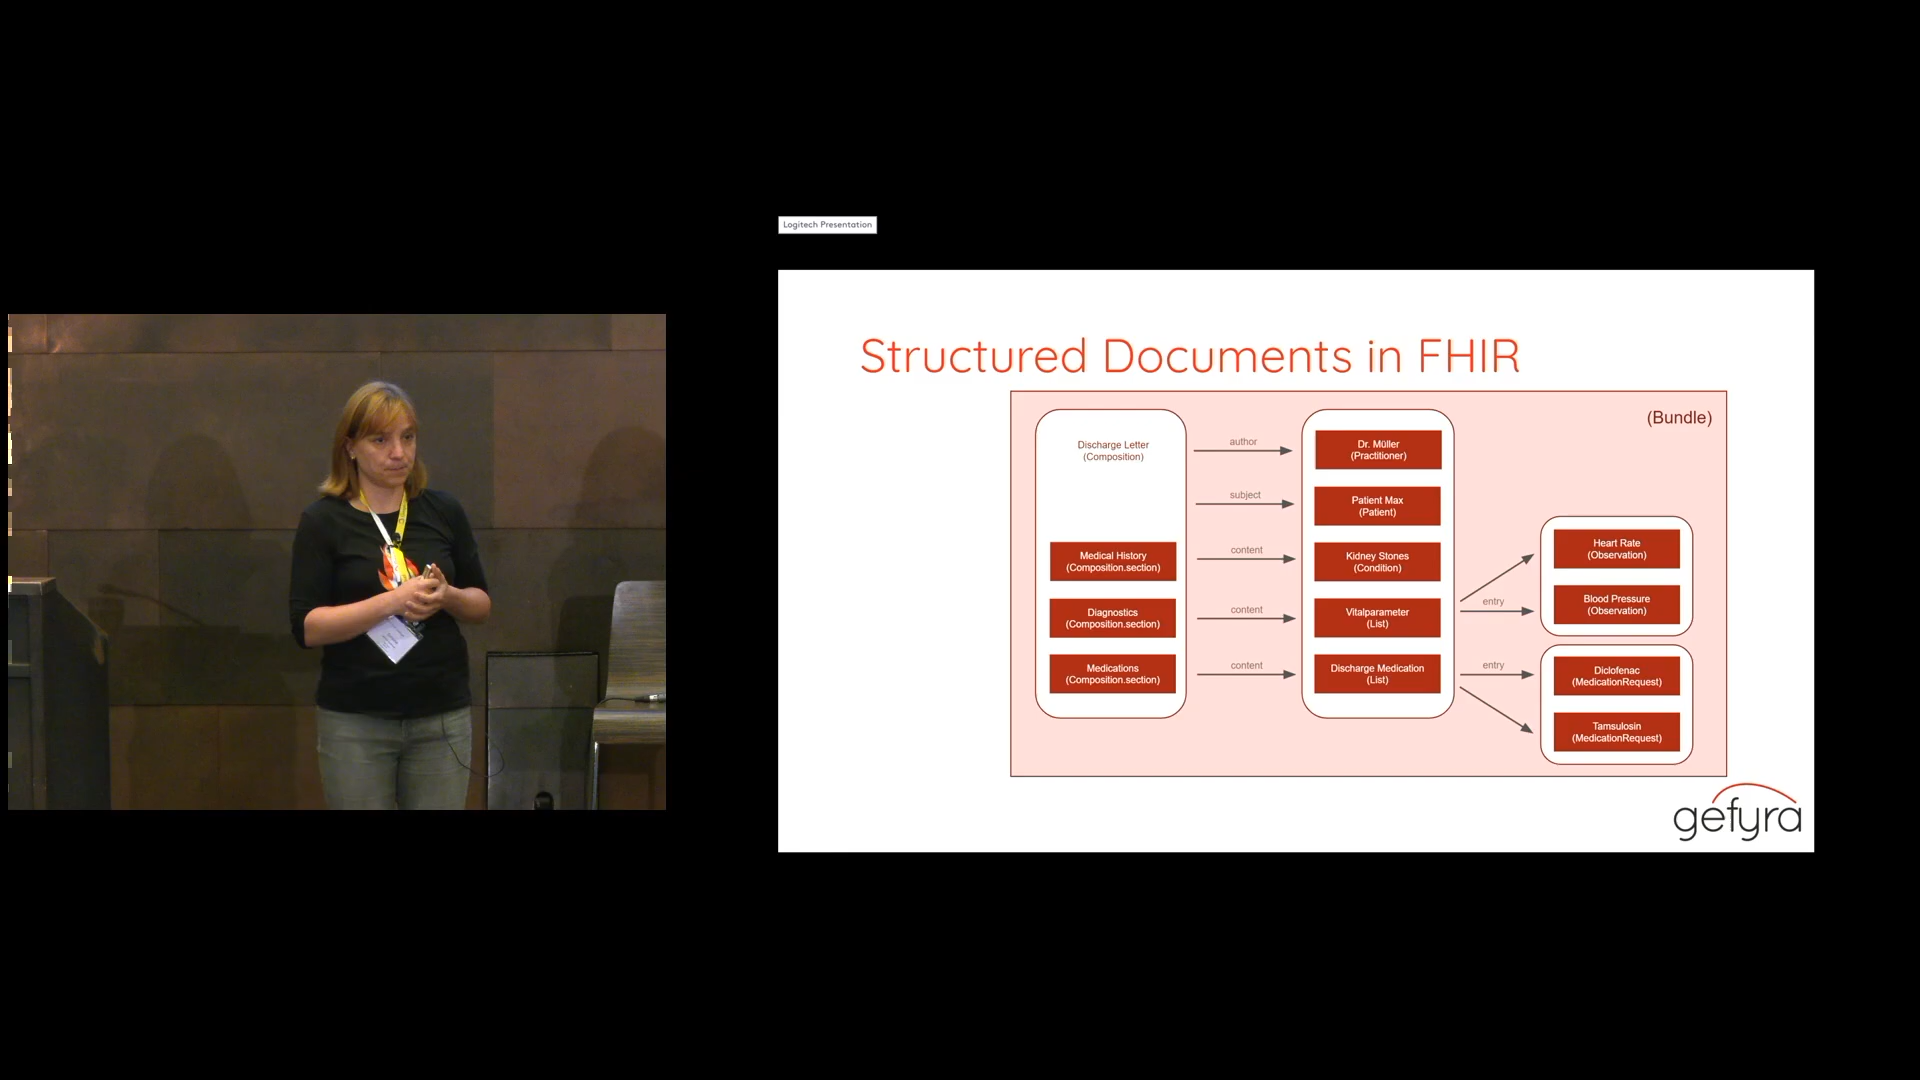 Logitech Presentation
Structured Documents in FHIR
(Bundle)
Discharge Letter
(Composition)
Medical History
(Composition.section)
Diagnostics
(Composition.section)
Medications
(Composition.section)
author
subject
content
content
content
Dr. Müller
(Practitioner)
Patient Max
(Patient)
Kidney Stones
(Condition)
Vitalparameter
(List)
Discharge Medication
(List)
entry
entry
Heart Rate
(Observation)
Blood Pressure
(Observation)
Diclofenac
(MedicationRequest)
Tamsulosin
(MedicationRequest)
gefyra